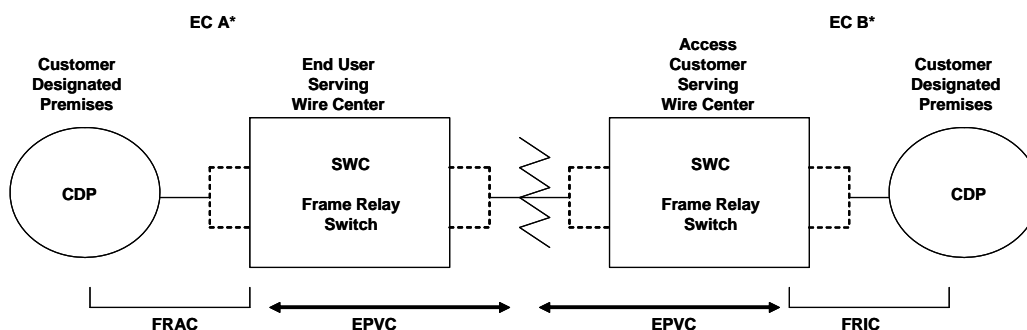 EC A*
EC B*
Customer
Designated
Premises
End User
Serving
Wire Center
Access
Customer
Serving
Wire Center
Customer
Designated
Premises
CDP
SWC
Frame Relay
Switch
SWC
Frame Relay
Switch
CDP
FRAC
EPVC
EPVC
FRIC